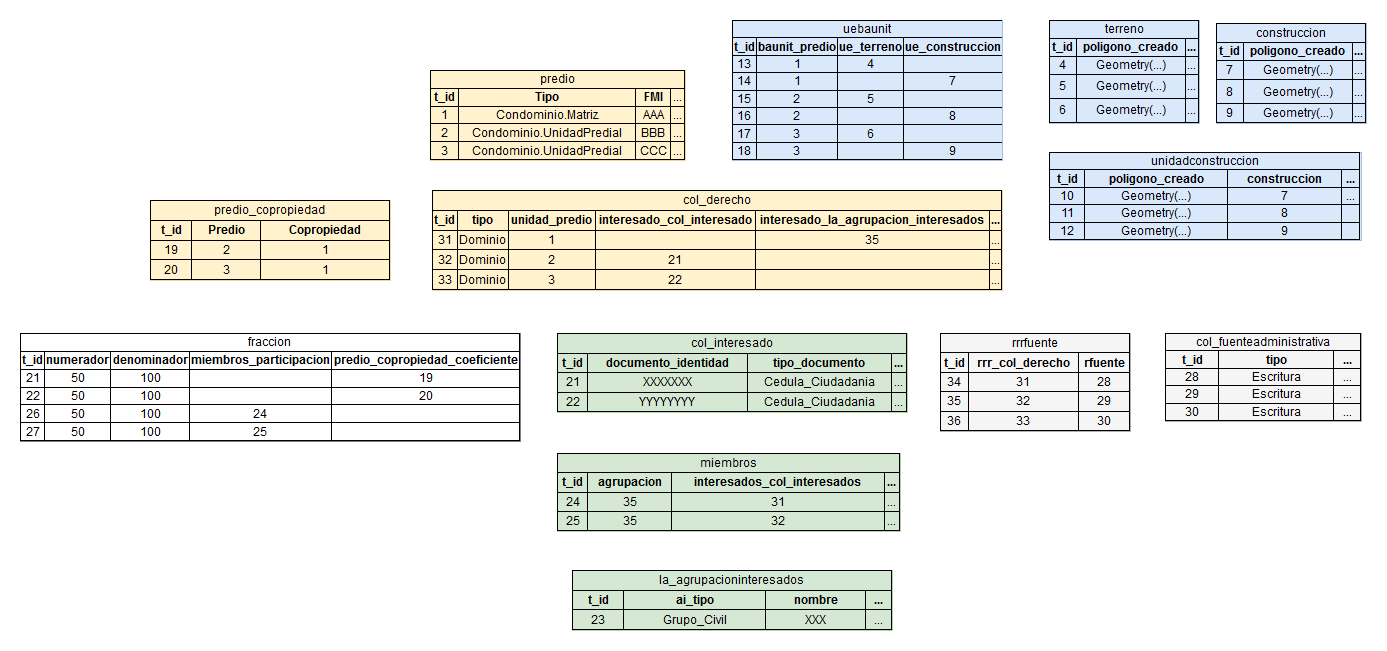 predio
t_id Tipo FMI ...
1 Condominio.Matriz AAA ...
2 Condominio.UnidadPredial BBB ...
3 Condominio.UnidadPredial CCC ...
uebaunit
t_id baunit_predio ue_terreno ue_construccion
13 1 4
14 1 7
15 2 5
16 2 8
17 3 6
18 3 9
terreno
t_id poligono_creado ...
4 Geometry(...) ...
5 Geometry(...) ...
6 Geometry(...) ...
construccion
t_id poligono_creado ...
7 Geometry(...) ...
8 Geometry(...) ...
9 Geometry(...) ...
unidadconstruccion
t_id poligono_creado construccion ...
10 Geometry(...) 7 ...
11 Geometry(...) 8
12 Geometry(...) 9
predio_copropiedad
t_id Predio Copropiedad
19 2 1
20 3 1
col_derecho
t_id tipo unidad_predio interesado_col_interesado interesado_la_agrupacion_interesados ...
31 Dominio 1 35 ...
32 Dominio 2 21 ...
33 Dominio 3 22 ...
fraccion
t_id numerador denominador miembros_participacion predio_copropiedad_coeficiente
21 50 100 19
22 50 100 20
26 50 100 24
27 50 100 25
col_interesado
t_id documento_identidad tipo_documento ...
21 XXXXXXX Cedula_Ciudadania ...
22 YYYYYYYY Cedula_Ciudadania ...
rrrfuente
t_id rrr_col_derecho rfuente
34 31 28
35 32 29
36 33 30
col_fuenteadministrativa
t_id tipo ...
28 Escritura ...
29 Escritura ...
30 Escritura ...
miembros
t_id agrupacion interesados_col_interesados ...
24 35 31 ...
25 35 32 ...
la_agrupacioninteresados
t_id ai_tipo nombre ...
23 Grupo_Civil XXX ...